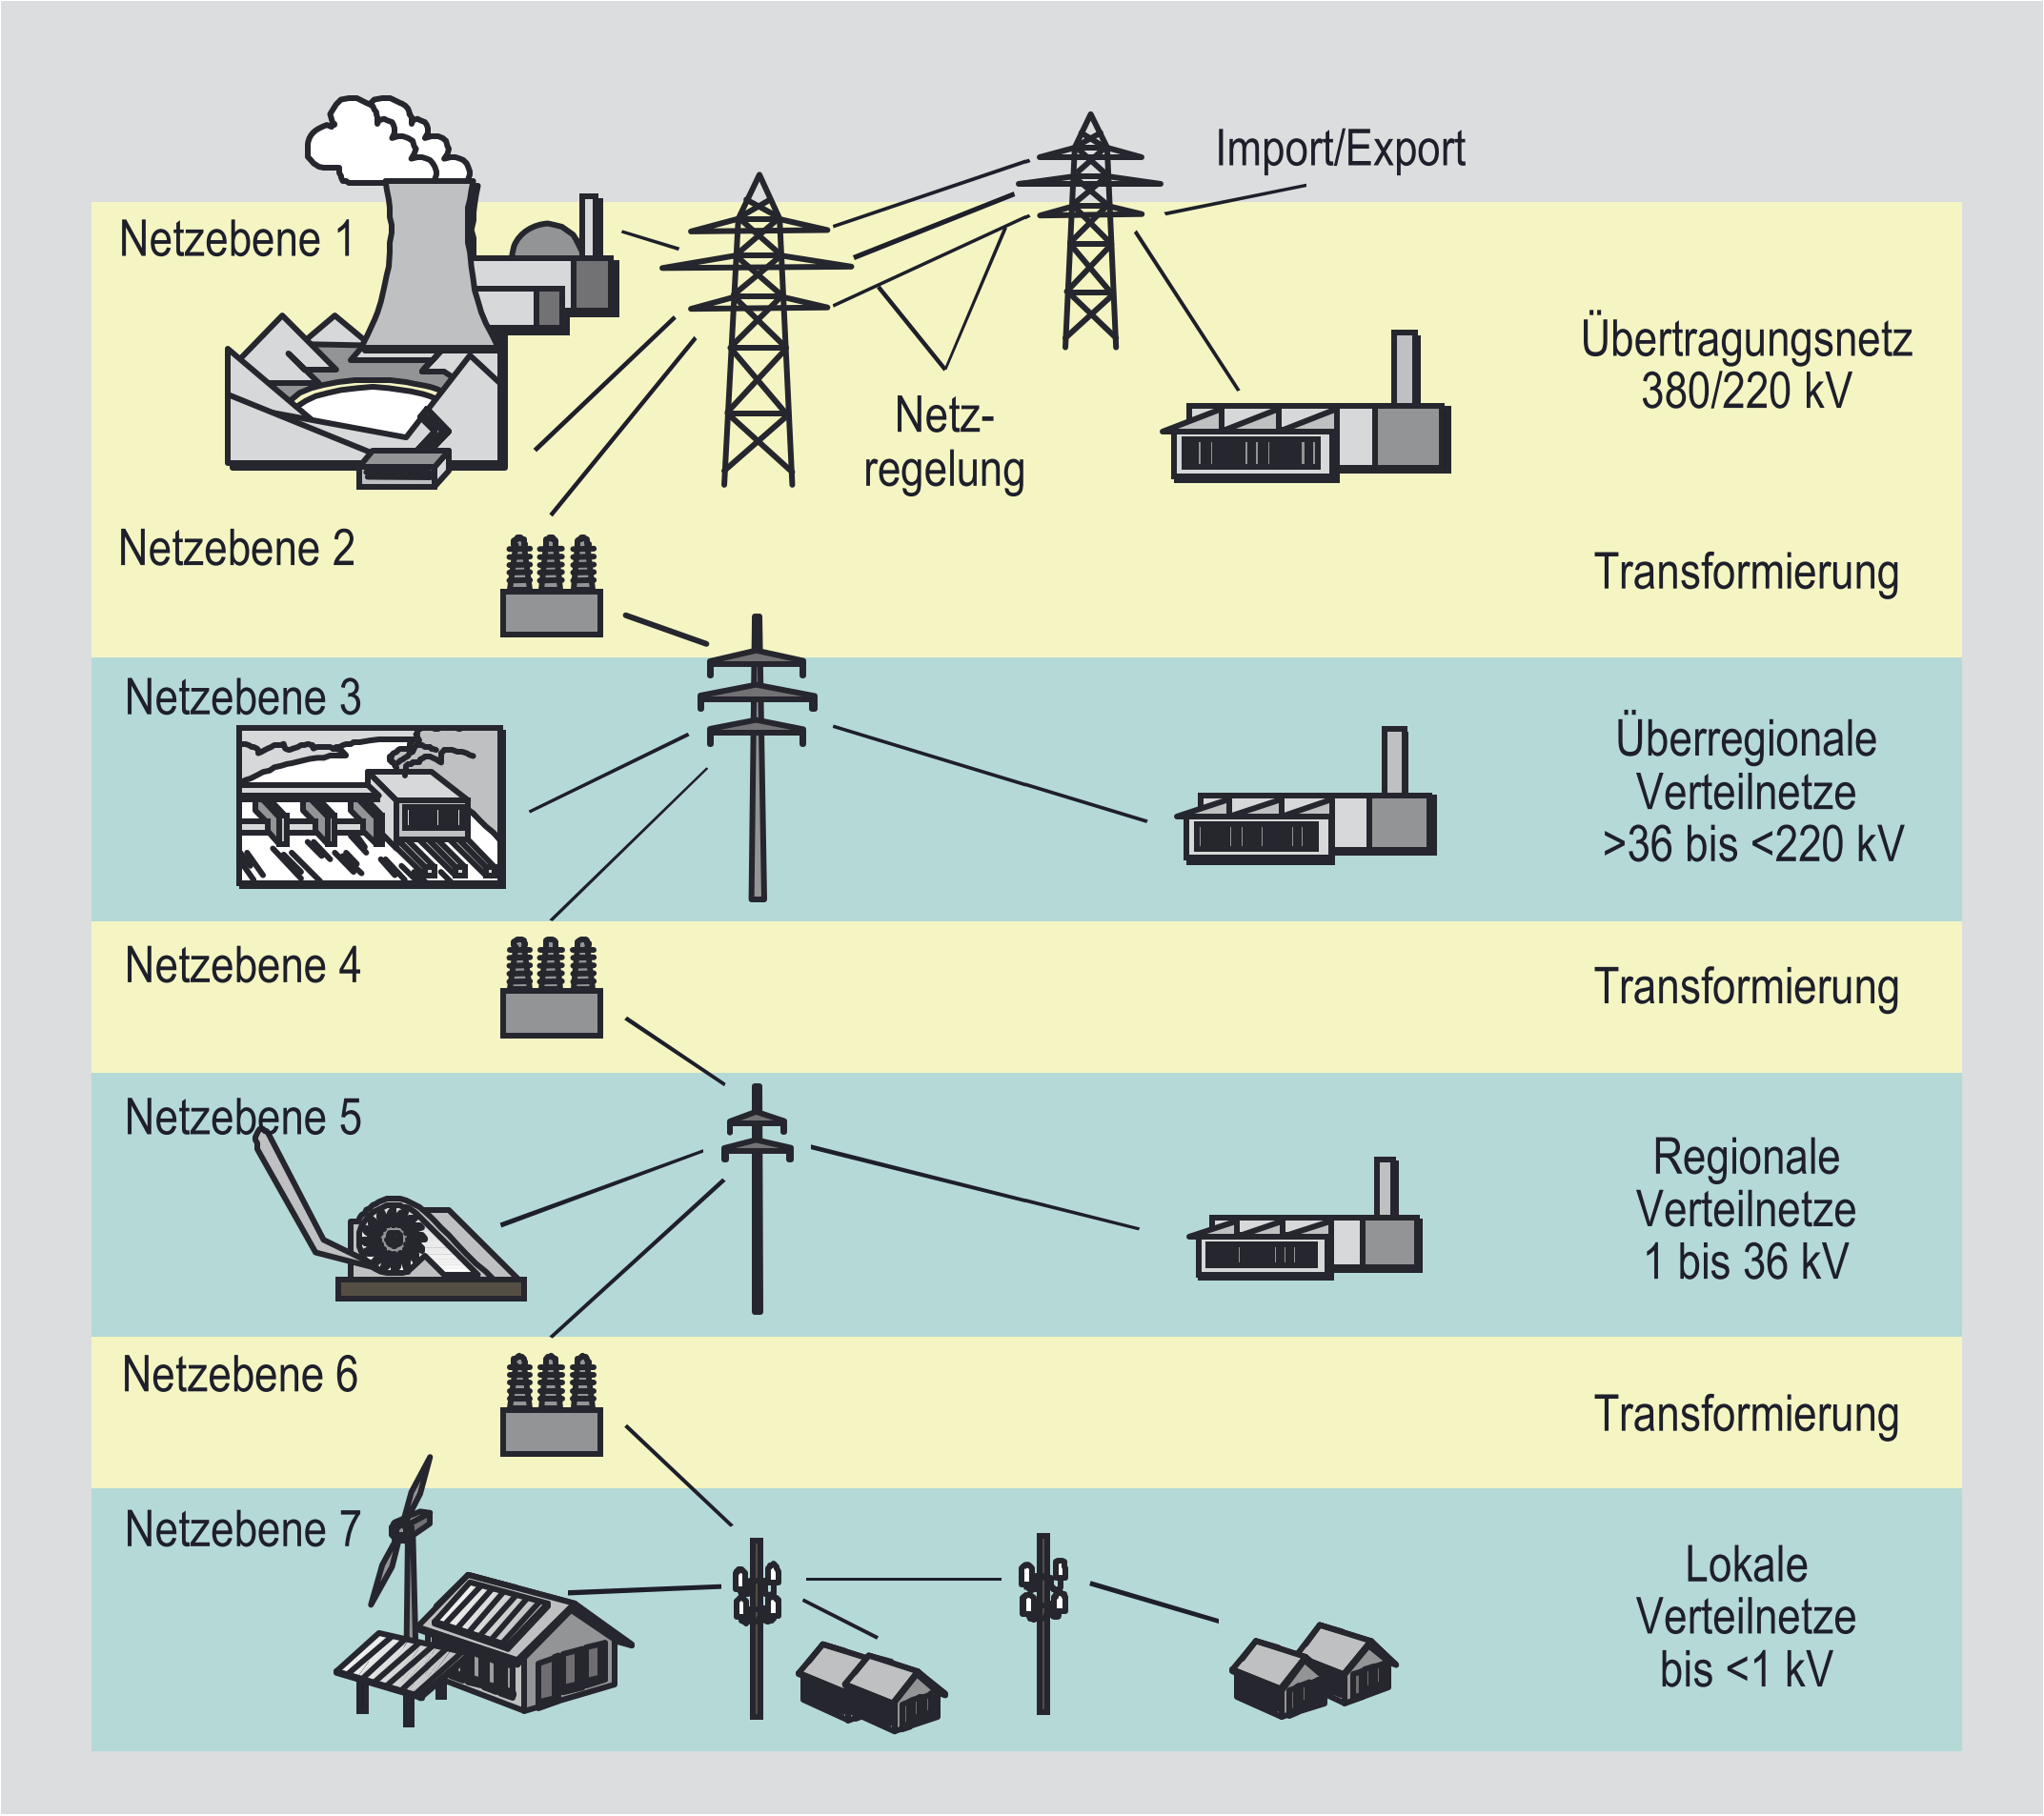 Import/Export
Netzebene 1
Übertragungsnetz
380/220 kV
Netz-
regelung
Netzebene 2
Transformierung
Netzebene 3
Überregionale
Verteilnetze
>36 bis <220 kV
Netzebene 4
Transformierung
Netzebene 5
Regionale
Verteilnetze
1 bis 36 kV
Netzebene 6
Transformierung
Netzebene 7
Lokale
Verteilnetze
bis <1 kV